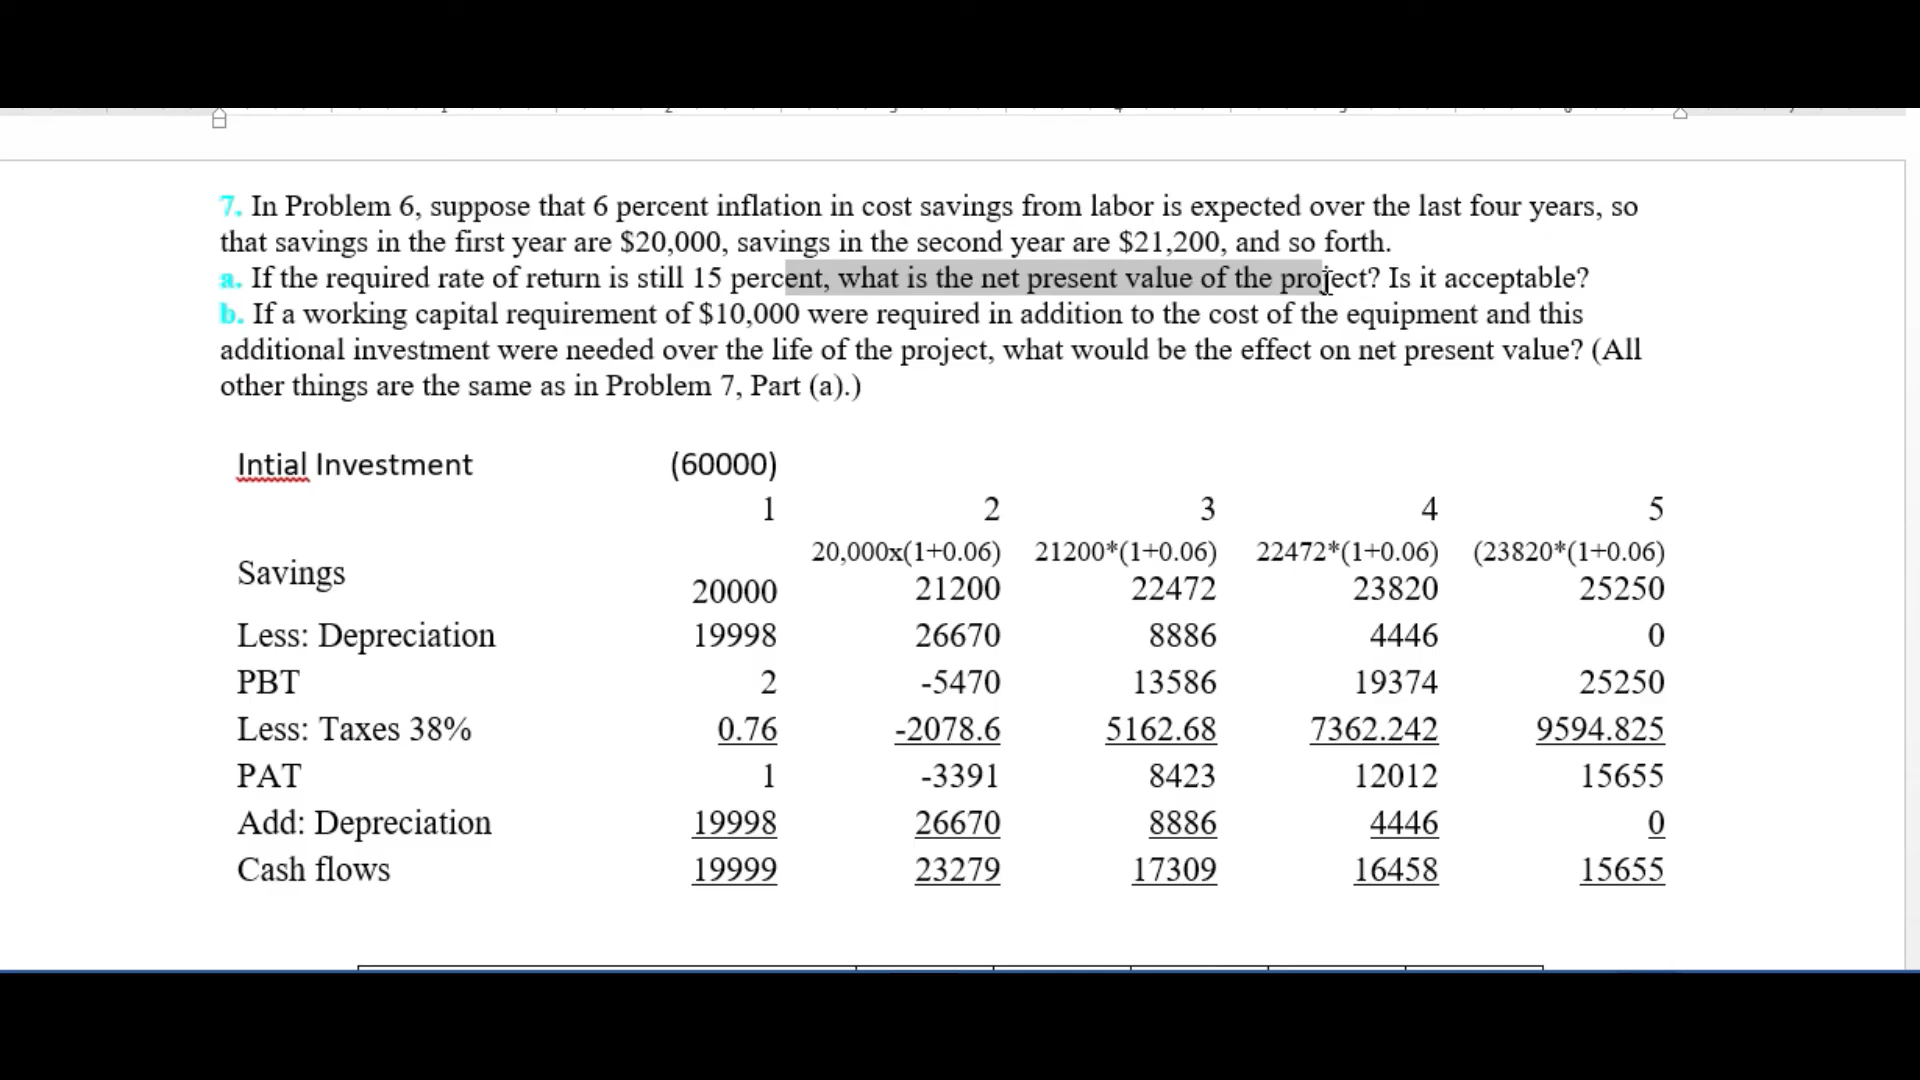 7. In Problem 6, suppose that 6 percent inflation in cost savings from labor is expected over the last four years, so
that savings in the first year are $20,000, savings in the second year are $21,200, and so forth.
a. If the required rate of return is still 15 percent, what is the net present value of the project? Is it acceptable?
b. If a working capital requirement of $10,000 were required in addition to the cost of the equipment and this
additional investment were needed over the life of the project, what would be the effect on net present value? (All
other things are the same as in Problem 7, Part (a).)
Intial Investment (60000)
1 2 3 4 5
20,000x(1+0.06) 21200*(1+0.06) 22472*(1+0.06) (23820*(1+0.06)
Savings 20000 21200 22472 23820 25250
Less: Depreciation 19998 26670 8886 4446 0
PBT 2 -5470 13586 19374 25250
Less: Taxes 38% 0.76 -2078.6 5162.68 7362.242 9594.825
PAT 1 -3391 8423 12012 15655
Add: Depreciation 19998 26670 8886 4446 0
Cash flows 19999 23279 17309 16458 15655